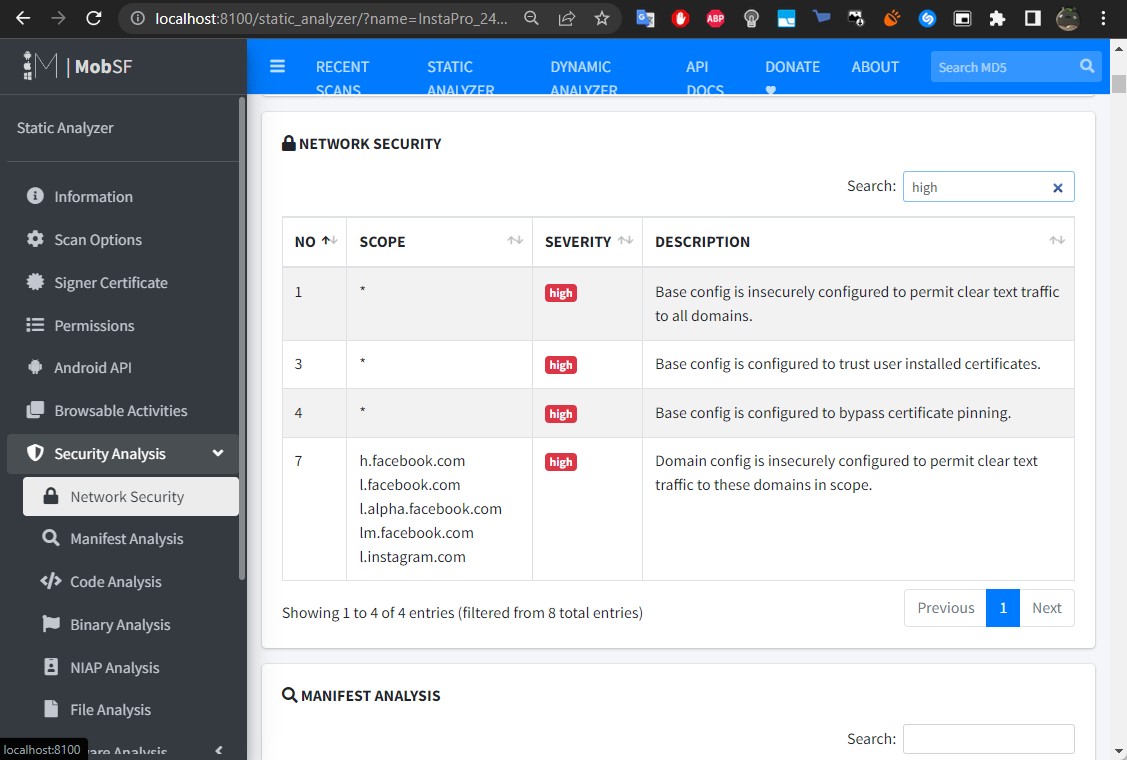 localhost:8100/static_analyzer/?name=InstaPro_24...
ABP
| MobSF
RECENT SCANS
STATIC ANALYZER
DYNAMIC ANALYZER
API DOCS
DONATE ♥
ABOUT
Search MD5
Static Analyzer
Information
Scan Options
Signer Certificate
Permissions
Android API
Browsable Activities
Security Analysis
Network Security
Manifest Analysis
Code Analysis
Binary Analysis
NIAP Analysis
File Analysis
localhost:8100
are Analysis
NETWORK SECURITY
Search: high
NO SCOPE SEVERITY DESCRIPTION
1 * high Base config is insecurely configured to permit clear text traffic
to all domains.
3 * high Base config is configured to trust user installed certificates.
4 * high Base config is configured to bypass certificate pinning.
7 h.facebook.com high Domain config is insecurely configured to permit clear text
l.facebook.com traffic to these domains in scope.
l.alpha.facebook.com
lm.facebook.com
l.instagram.com
Showing 1 to 4 of 4 entries (filtered from 8 total entries)
Previous 1 Next
MANIFEST ANALYSIS
Search: